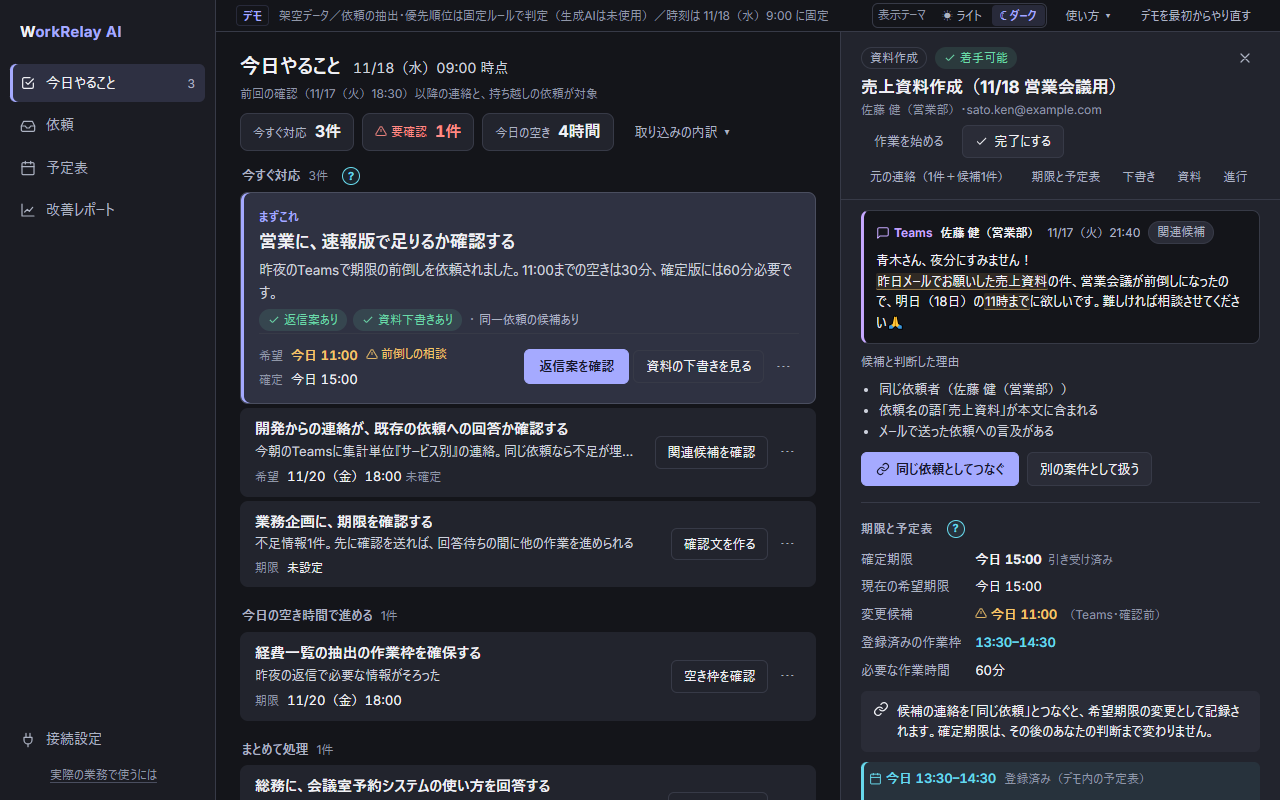 WorkRelay AI
今日やること 3
依頼
予定表
改善レポート
接続設定
実際の業務で使うには
デモ 架空データ／依頼の抽出・優先順位は固定ルールで判定（生成AIは未使用）／時刻は 11/18（水）9:00 に固定
表示テーマ ライト ダーク 使い方 ▼ デモを最初からやり直す
今日やること 11/18（水）09:00 時点
前回の確認（11/17（火）18:30）以降の連絡と、持ち越しの依頼が対象
今すぐ対応 3件 要確認 1件 今日の空き 4時間 取り込みの内訳 ▼
今すぐ対応 3件 ?
まずこれ
営業に、速報版で足りるか確認する
昨夜のTeamsで期限の前倒しを依頼されました。11:00までの空きは30分、確定版には60分必要で
す。
返信案あり 資料下書きあり ・ 同一依頼の候補あり
希望 今日 11:00 前倒しの相談
確定 今日 15:00
返信案を確認 資料の下書きを見る …
開発からの連絡が、既存の依頼への回答か確認する
今朝のTeamsに集計単位『サービス別』の連絡。同じ依頼なら不足が埋…
希望 11/20（金）18:00 未確定
関連候補を確認 …
業務企画に、期限を確認する
不足情報1件。先に確認を送れば、回答待ちの間に他の作業を進められる
期限 未設定
確認文を作る …
今日の空き時間で進める 1件
経費一覧の抽出の作業枠を確保する
昨夜の返信で必要な情報がそろった
期限 11/20（金）18:00
空き枠を確認 …
まとめて処理 1件
総務に、会議室予約システムの使い方を回答する
資料作成 着手可能
売上資料作成（11/18 営業会議用）
佐藤 健（営業部）・sato.ken@example.com
作業を始める 完了にする
元の連絡（1件＋候補1件） 期限と予定表 下書き 資料 進行
Teams 佐藤 健（営業部） 11/17（火）21:40 関連候補
青木さん、夜分にすみません！
昨日メールでお願いした売上資料の件、営業会議が前倒しになったの
で、明日（18日）の11時までに欲しいです。難しければ相談させてくださ
い🙏
候補と判断した理由
• 同じ依頼者（佐藤 健（営業部））
• 依頼名の語「売上資料」が本文に含まれる
• メールで送った依頼への言及がある
同じ依頼としてつなぐ 別の案件として扱う
期限と予定表 ?
確定期限 今日 15:00 引き受け済み
現在の希望期限 今日 15:00
変更候補 今日 11:00 （Teams・確認前）
登録済みの作業枠 13:30–14:30
必要な作業時間 60分
候補の連絡を「同じ依頼」とつなぐと、希望期限の変更として記録さ
れます。確定期限は、その後のあなたの判断まで変わりません。
今日 13:30–14:30 登録済み（デモ内の予定表）